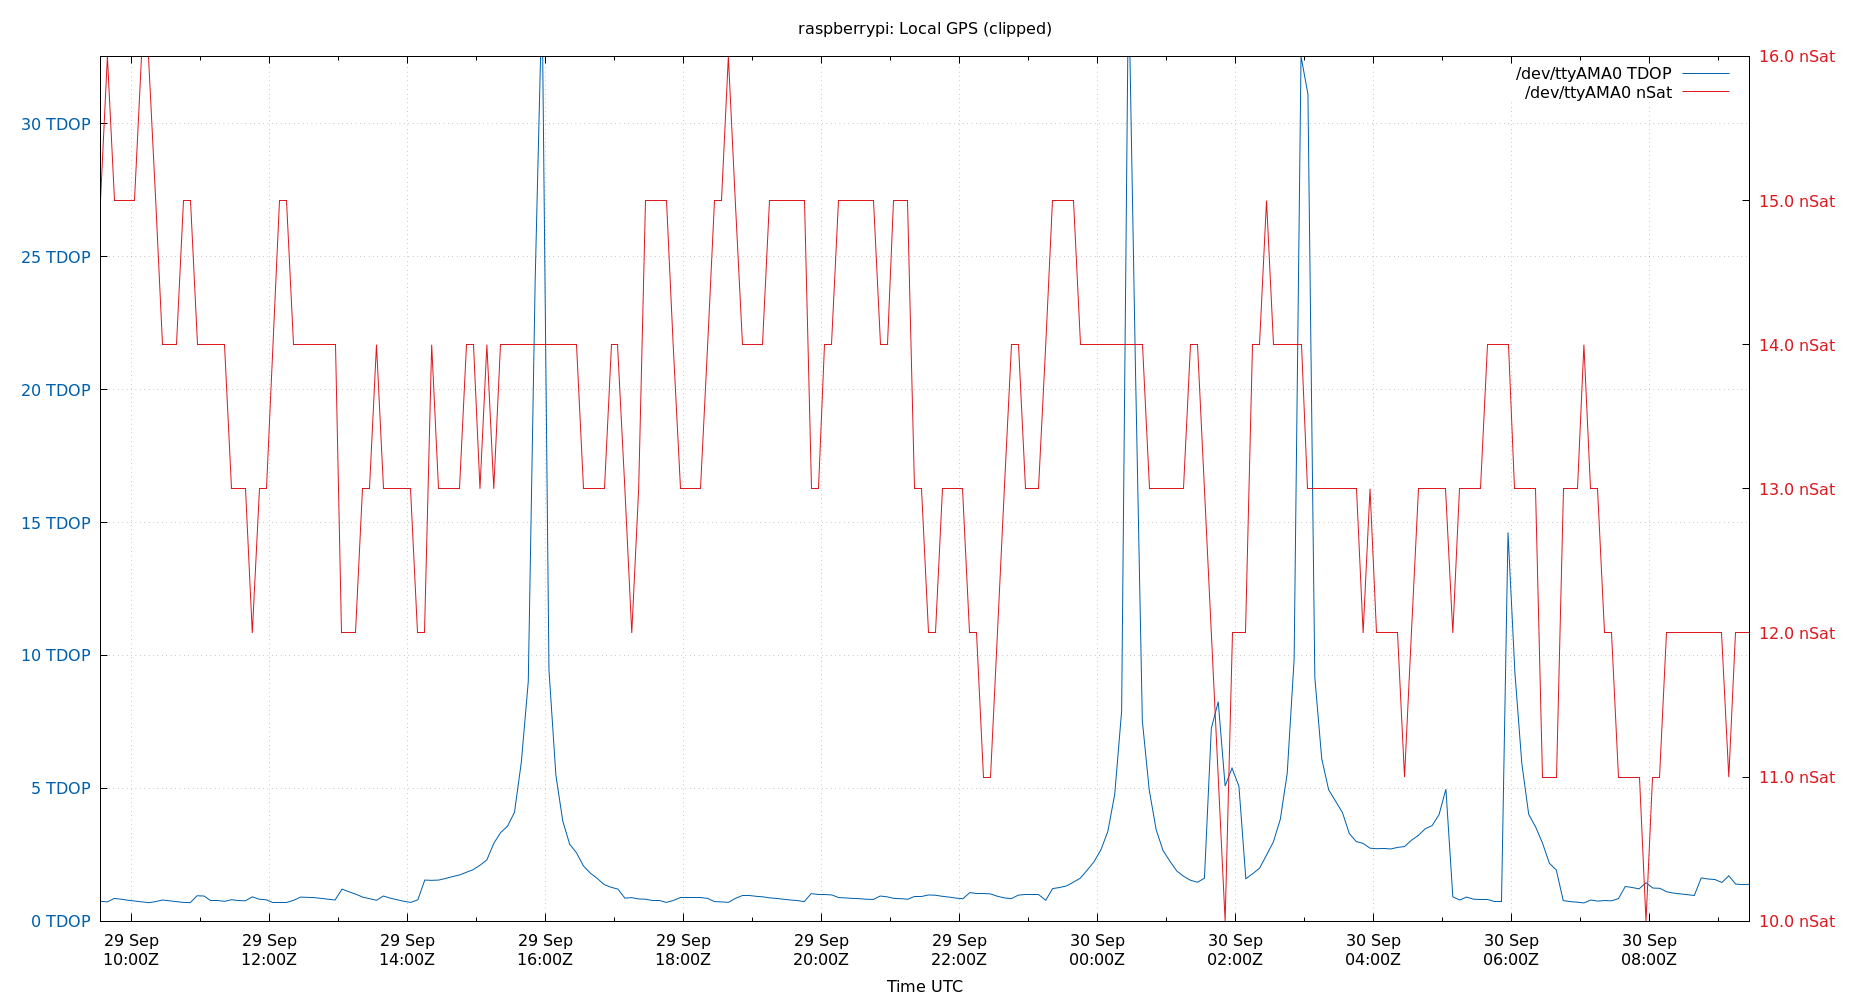 raspberrypi: Local GPS (clipped)
/dev/ttyAMA0 TDOP
/dev/ttyAMA0 nSat
30 TDOP
25 TDOP
20 TDOP
15 TDOP
10 TDOP
5 TDOP
0 TDOP
16.0 nSat
15.0 nSat
14.0 nSat
13.0 nSat
12.0 nSat
11.0 nSat
10.0 nSat
29 Sep
10:00Z
29 Sep
12:00Z
29 Sep
14:00Z
29 Sep
16:00Z
29 Sep
18:00Z
29 Sep
20:00Z
29 Sep
22:00Z
30 Sep
00:00Z
30 Sep
02:00Z
30 Sep
04:00Z
30 Sep
06:00Z
30 Sep
08:00Z
Time UTC